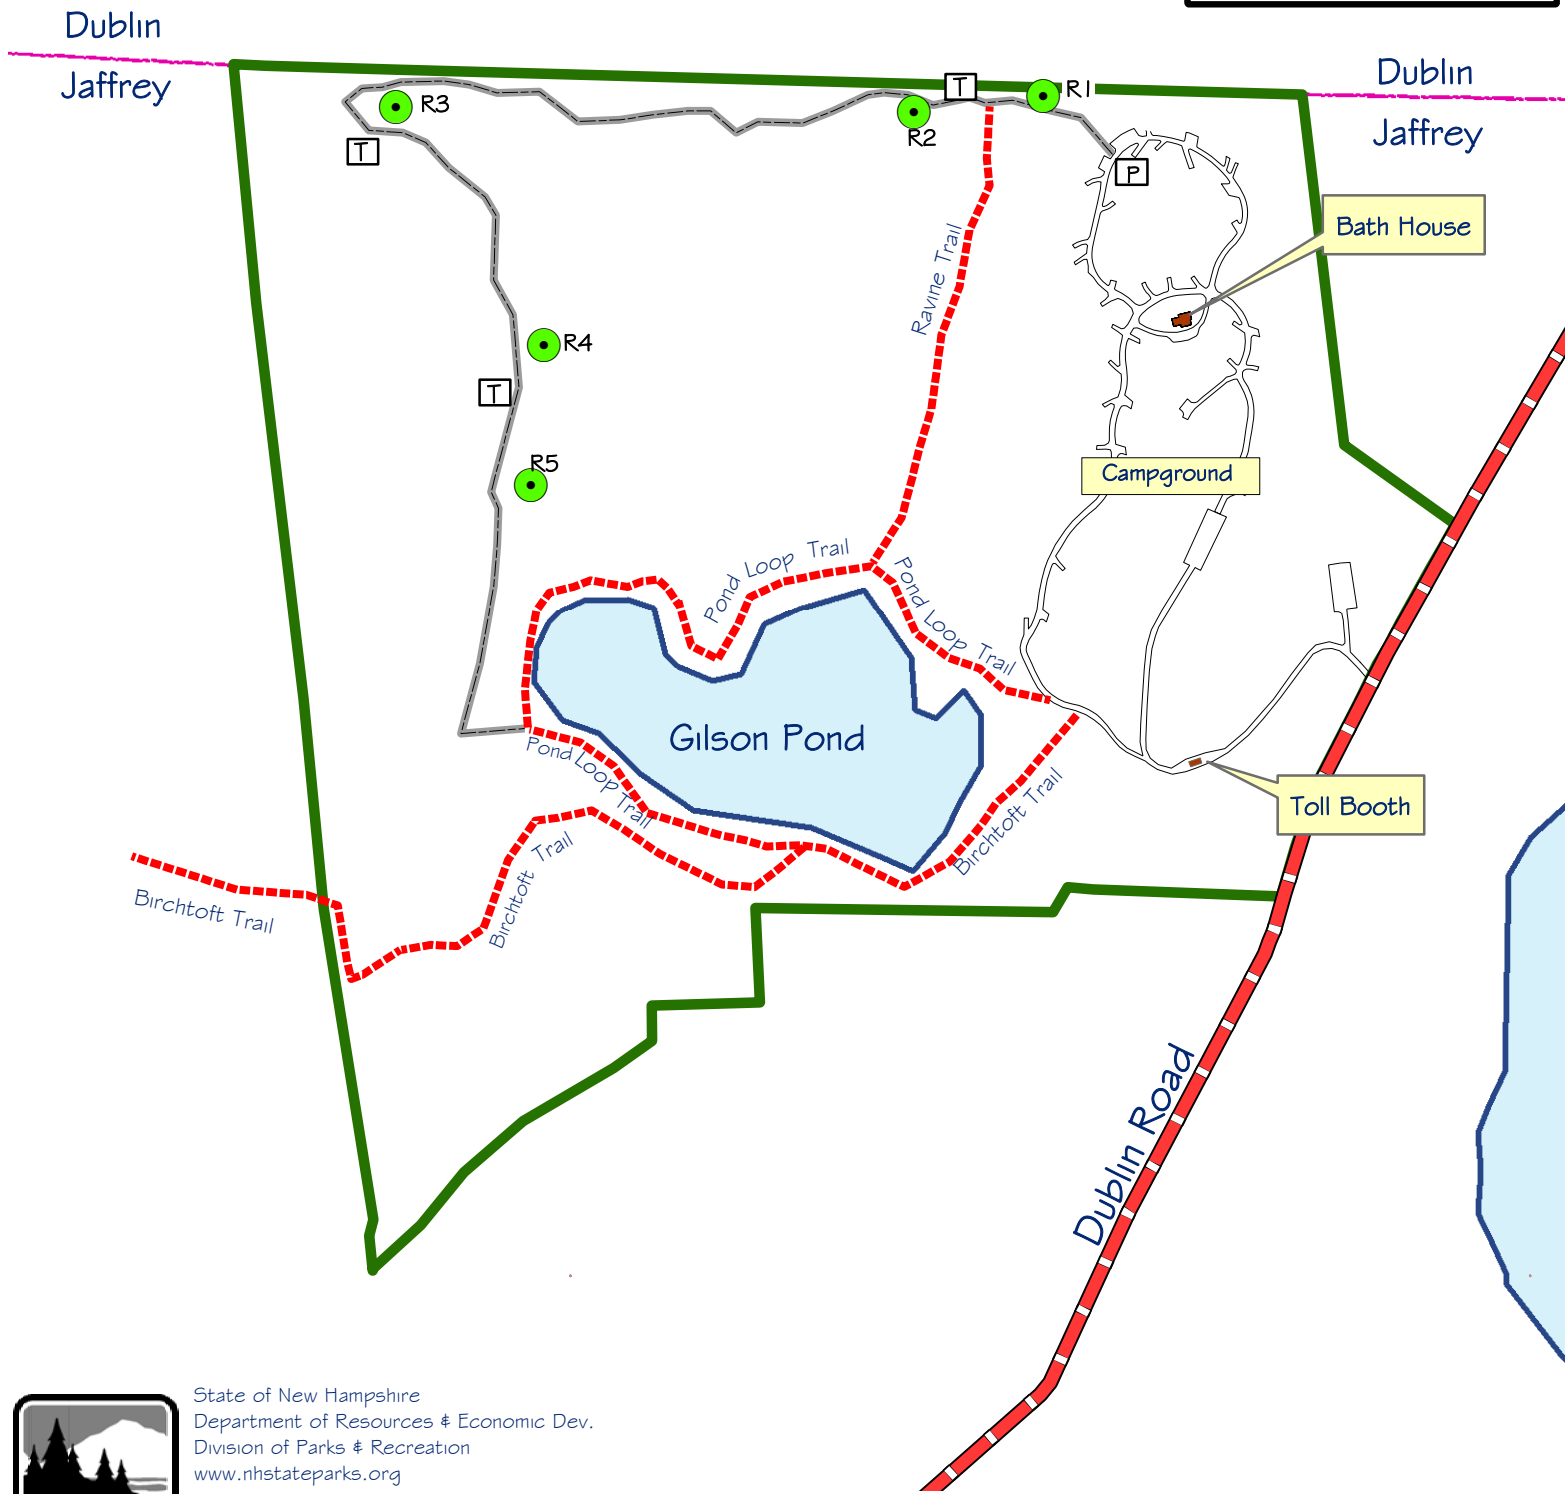 Dublin
Jaffrey
Dublin
Jaffrey
T
R1
R3
R2
T
P
Bath House
Ravine Trail
R4
T
R5
Campground
Pond Loop Trail
Pond Loop Trail
Gilson Pond
Pond Loop Trail
Toll Booth
Birchtoft Trail
Birchtoft Trail
Birchtoft Trail
Dublin Road
State of New Hampshire
Department of Resources & Economic Dev.
Division of Parks & Recreation
www.nhstateparks.org